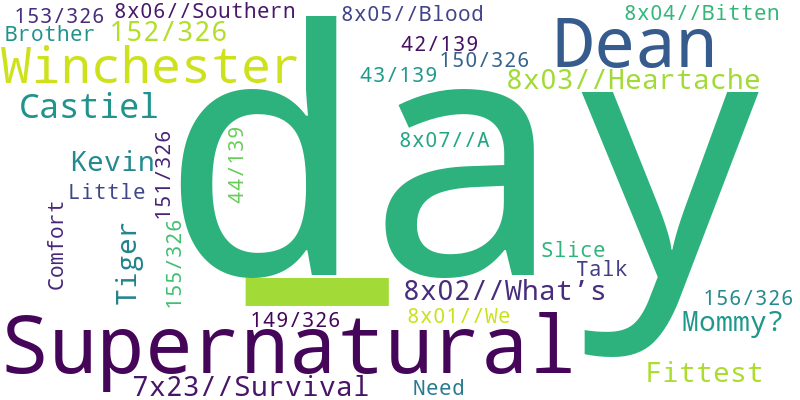 153/326
8x06//Southern
8x05//Blood
8x04//Bitten
Brother
152/326
Dean
42/139
Winchester
150/326
43/139
8x03//Heartache
day
Castiel
44/139
151/326
8x07//A
Kevin
Little
Comfort
Tiger
155/326
Slice
Talk
8x02//What’s
156/326
149/326
8x01//We
Mommy?
Supernatural
Fittest
7x23//Survival
Need